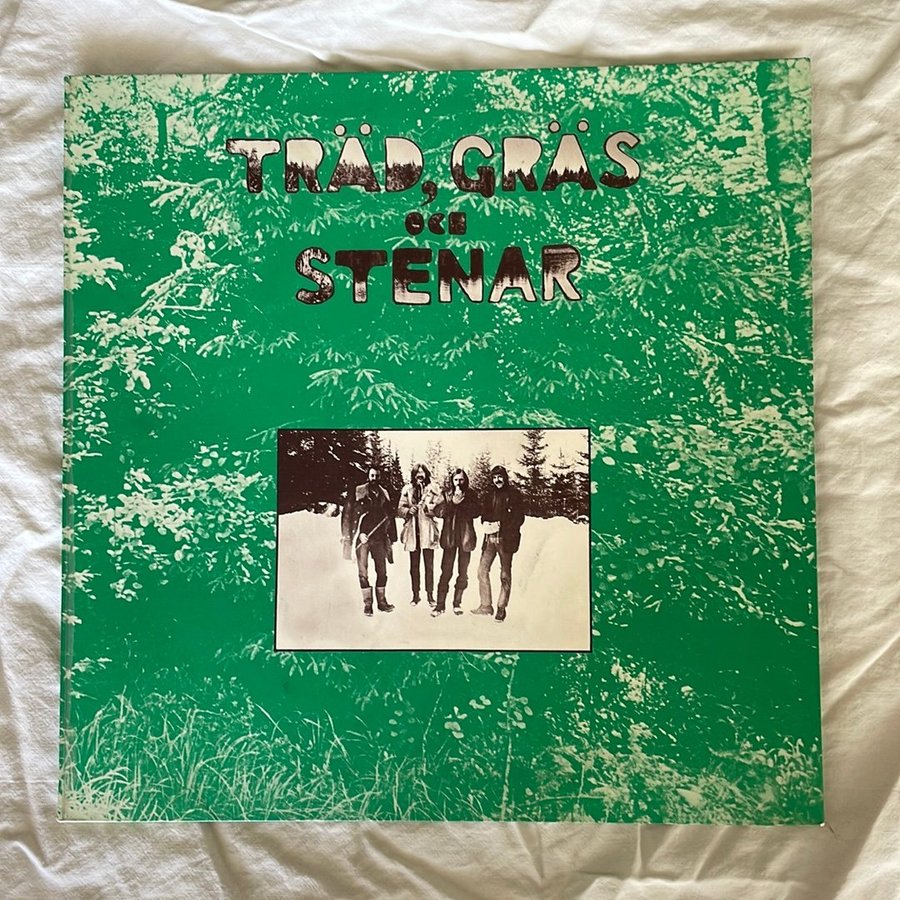 TRÄD, GRÄS
OCH
STENAR